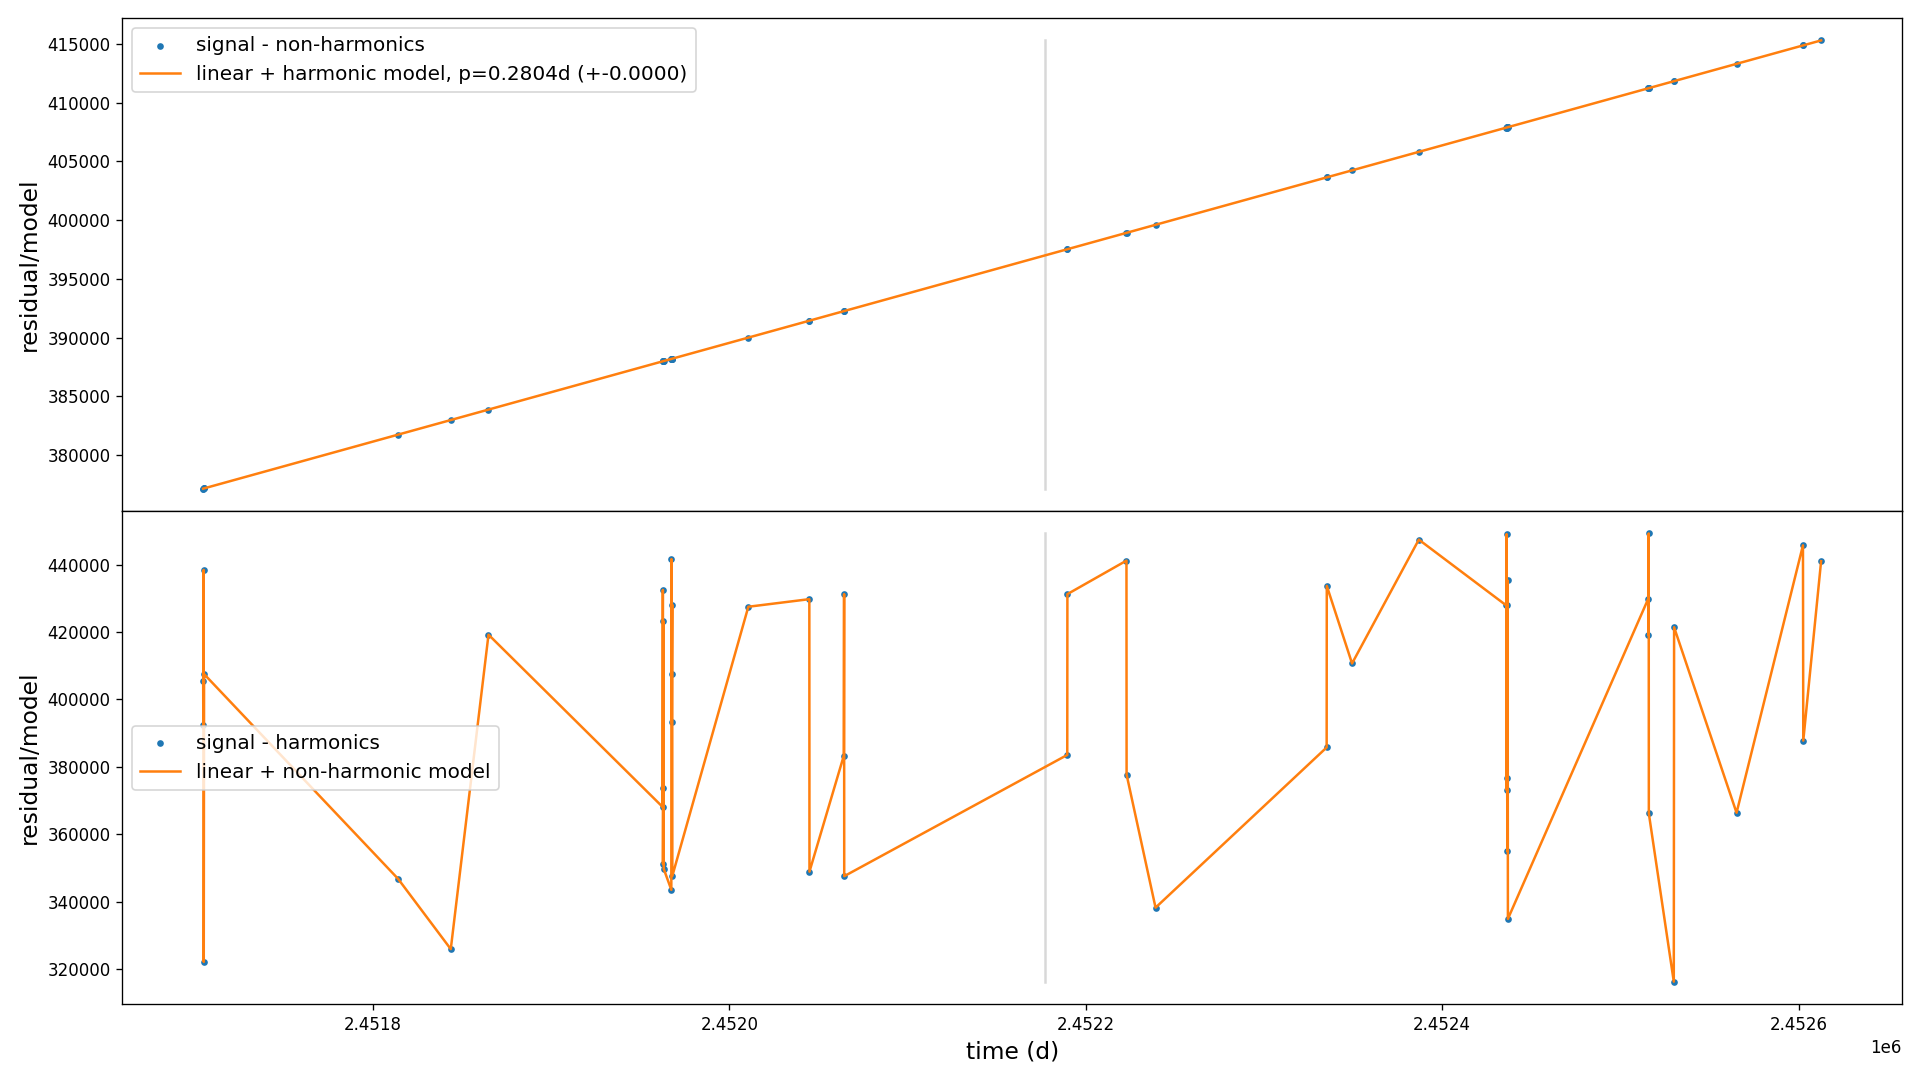 415000
410000
405000
400000
395000
390000
385000
380000
residual/model
signal - non-harmonics
linear + harmonic model, p=0.2804d (+-0.0000)
440000
420000
400000
380000
360000
340000
320000
residual/model
signal - harmonics
linear + non-harmonic model
2.4518
2.4520
2.4522
2.4524
2.4526
time (d)
1e6